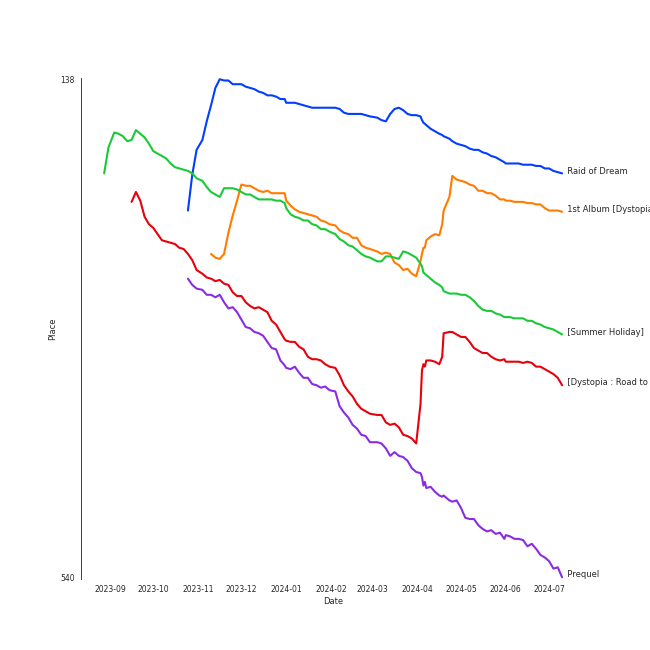 138
Raid of Dream
1st Album [Dystopia
Place
[Summer Holiday]
[Dystopia : Road to
540
Prequel
2023-09 2023-10 2023-11 2023-12 2024-01 2024-02 2024-03 2024-04 2024-05 2024-06 2024-07
Date